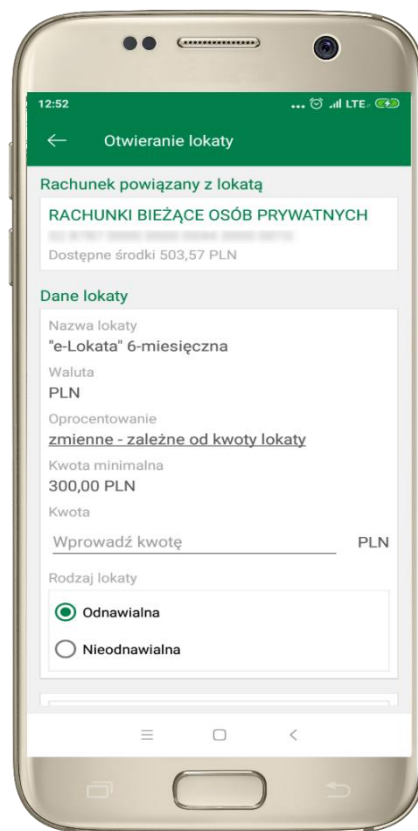 12:52
... LTE
Otwieranie lokaty
Rachunek powiązany z lokatą
RACHUNKI BIEŻĄCE OSÓB PRYWATNYCH
Dostępne środki 503,57 PLN
Dane lokaty
Nazwa lokaty
"e-Lokata" 6-miesięczna
Waluta
PLN
Oprocentowanie
zmienne - zależne od kwoty lokaty
Kwota minimalna
300,00 PLN
Kwota
Wprowadź kwotę PLN
Rodzaj lokaty
Odnawialna
Nieodnawialna